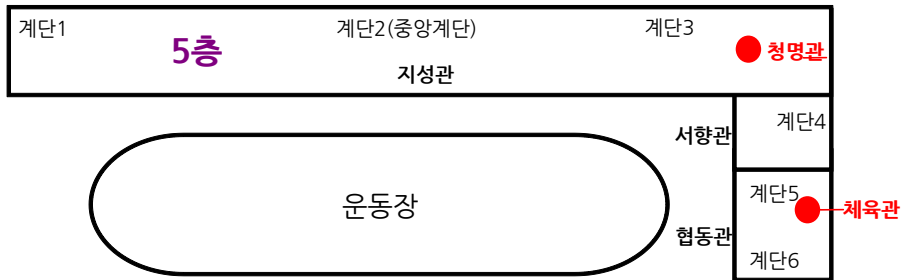 계단1
계단2(중앙계단)
계단3
5층
청명관
지성관
서향관
계단4
운동장
계단5
체육관
협동관
계단6